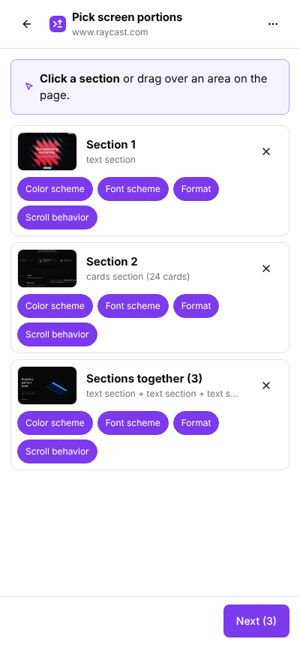 Pick screen portions
www.raycast.com
Click a section or drag over an area on the
page.
Section 1
text section
Color scheme
Font scheme
Format
Scroll behavior
Section 2
cards section (24 cards)
Color scheme
Font scheme
Format
Scroll behavior
Sections together (3)
text section + text section + text s...
Color scheme
Font scheme
Format
Scroll behavior
Next (3)